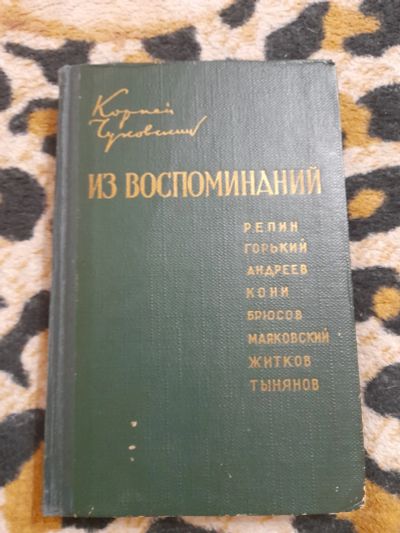 Корней
Чуковский
ИЗ ВОСПОМИНАНИЙ
РЕПИН
ГОРЬКИЙ
АНДРЕЕВ
КОНИ
БРЮСОВ
МАЯКОВСКИЙ
ЖИТКОВ
ТЫНЯНОВ